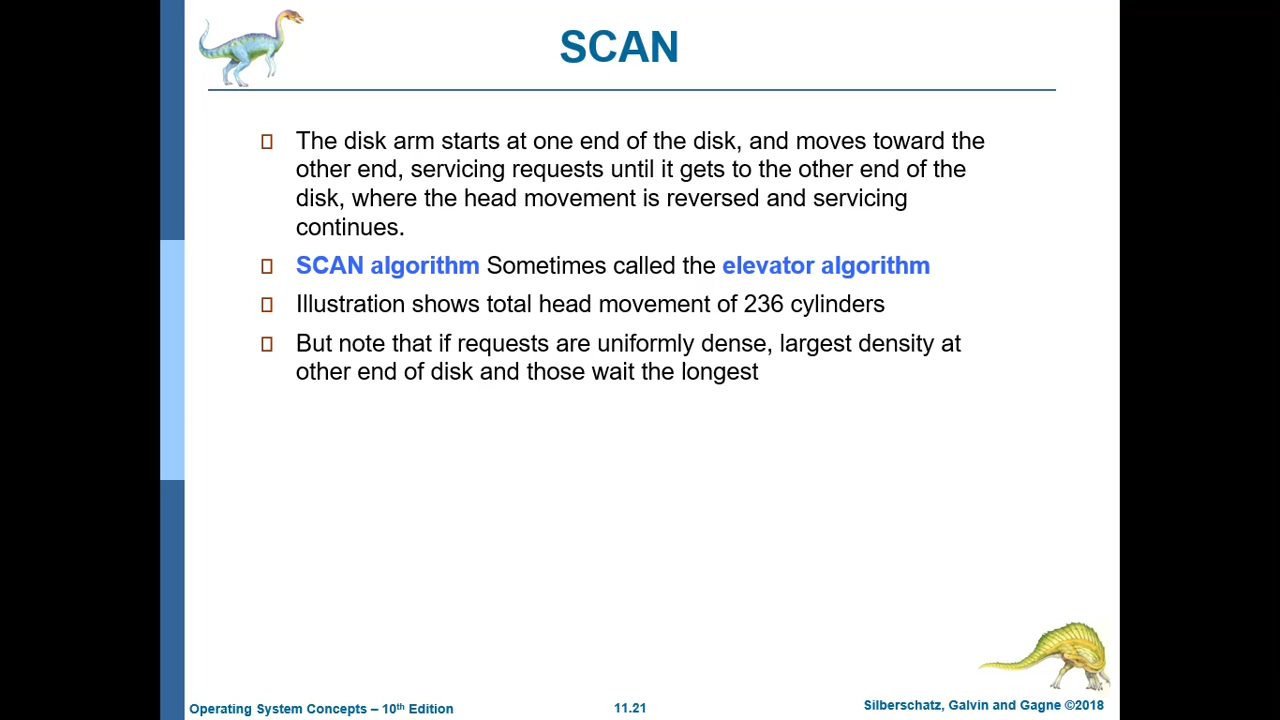 SCAN
The disk arm starts at one end of the disk, and moves toward the
other end, servicing requests until it gets to the other end of the
disk, where the head movement is reversed and servicing
continues.
SCAN algorithm Sometimes called the elevator algorithm
Illustration shows total head movement of 236 cylinders
But note that if requests are uniformly dense, largest density at
other end of disk and those wait the longest
Operating System Concepts – 10th Edition
11.21
Silberschatz, Galvin and Gagne ©2018